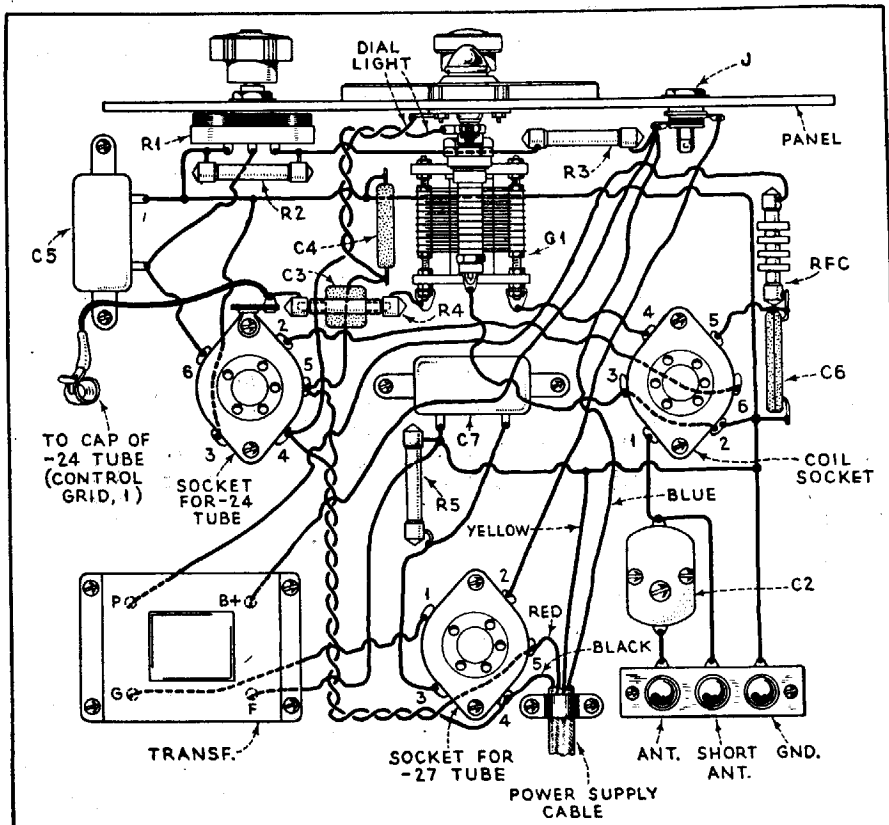 DIAL
LIGHT
J
PANEL
R1
R2
R3
C5
C4
G1
C3
R4
RFC
2
5
6
3
4
4
5
3
6
1
2
C6
C7
TO CAP OF
-24 TUBE
(CONTROL
GRID, 1)
SOCKET
FOR-24
TUBE
R5
COIL
SOCKET
BLUE
YELLOW
P
B+
G
F
1
2
3
5
4
RED
BLACK
C2
TRANSF.
SOCKET FOR
-27 TUBE
POWER SUPPLY
CABLE
ANT.
SHORT
ANT.
GND.